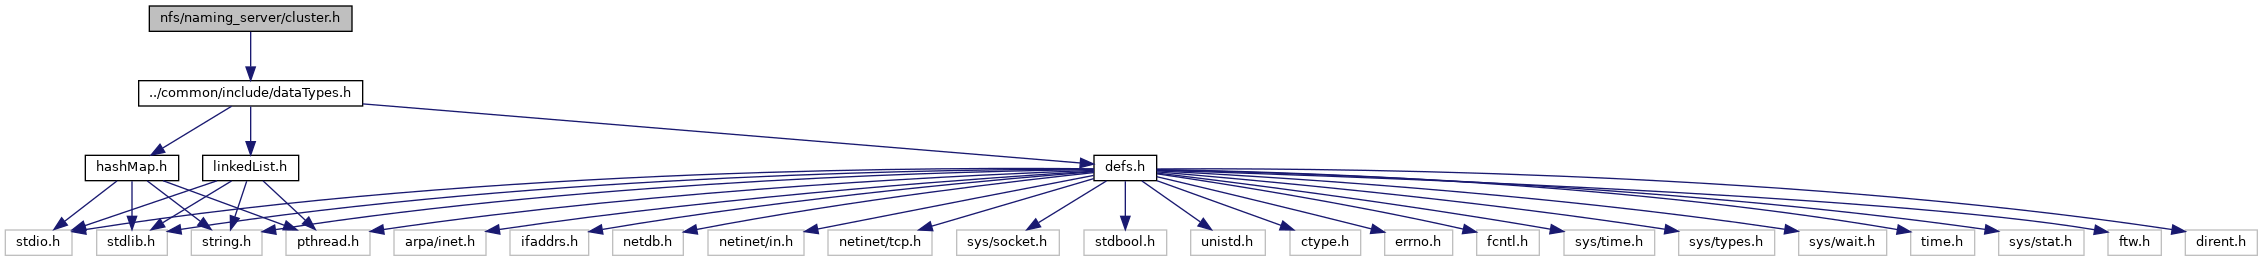 nfs/naming_server/cluster.h
../common/include/dataTypes.h
hashMap.h
linkedList.h
defs.h
stdio.h
stdlib.h
string.h
pthread.h
arpa/inet.h
ifaddrs.h
netdb.h
netinet/in.h
netinet/tcp.h
sys/socket.h
stdbool.h
unistd.h
ctype.h
errno.h
fcntl.h
sys/time.h
sys/types.h
sys/wait.h
time.h
sys/stat.h
ftw.h
dirent.h